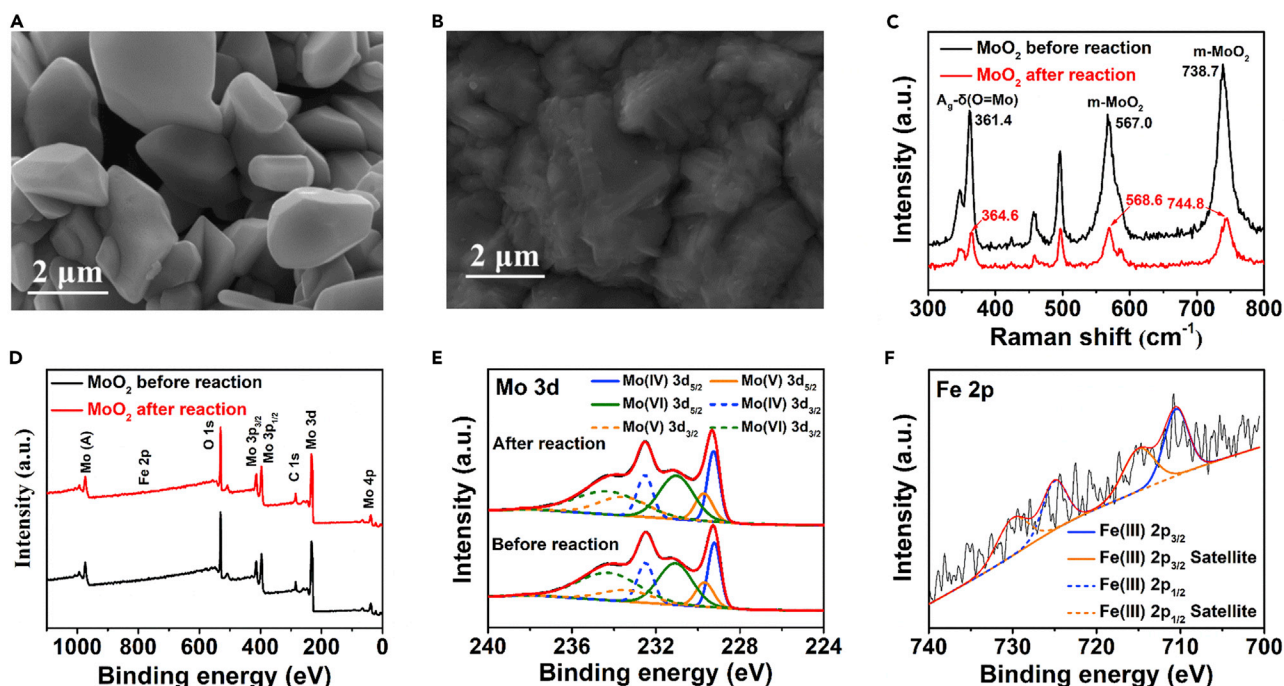 A
2 µm
B
2 µm
C
MoO₂ before reaction
MoO₂ after reaction
m-MoO₂
738.7
A_g-δ(O=Mo)
361.4
m-MoO₂
567.0
364.6
568.6
744.8
Intensity (a.u.)
300 400 500 600 700 800
Raman shift (cm⁻¹)
D
MoO₂ before reaction
MoO₂ after reaction
Mo (A)
Fe 2p
O 1s
Mo 3p₃/₂
Mo 3p₁/₂
C 1s
Mo 3d
Mo 4p
Intensity (a.u.)
1000 800 600 400 200 0
Binding energy (eV)
E
Mo 3d
Mo(IV) 3d₅/₂ Mo(V) 3d₅/₂
Mo(VI) 3d₅/₂ Mo(IV) 3d₃/₂
Mo(V) 3d₃/₂ Mo(VI) 3d₃/₂
After reaction
Before reaction
Intensity (a.u.)
240 236 232 228 224
Binding energy (eV)
F
Fe 2p
Fe(III) 2p₃/₂
Fe(III) 2p₃/₂ Satellite
Fe(III) 2p₁/₂
Fe(III) 2p₁/₂ Satellite
Intensity (a.u.)
740 730 720 710 700
Binding energy (eV)